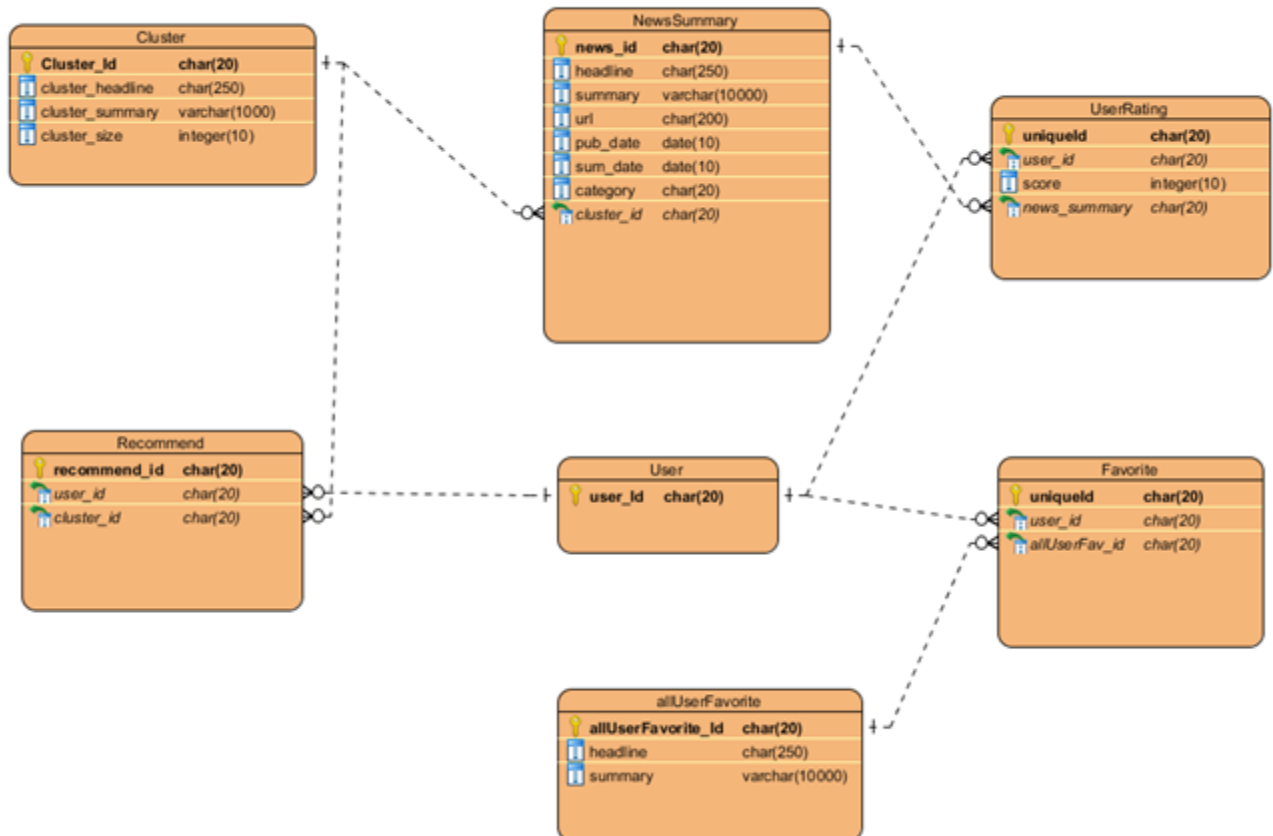 Cluster
Cluster_Id char(20)
cluster_headline char(250)
cluster_summary varchar(1000)
cluster_size integer(10)
NewsSummary
news_id char(20)
headline char(250)
summary varchar(10000)
url char(200)
pub_date date(10)
sum_date date(10)
category char(20)
cluster_id char(20)
UserRating
uniqueId char(20)
user_id char(20)
score integer(10)
news_summary char(20)
Recommend
recommend_id char(20)
user_id char(20)
cluster_id char(20)
User
user_Id char(20)
Favorite
uniqueId char(20)
user_id char(20)
allUserFav_id char(20)
allUserFavorite
allUserFavorite_Id char(20)
headline char(250)
summary varchar(10000)